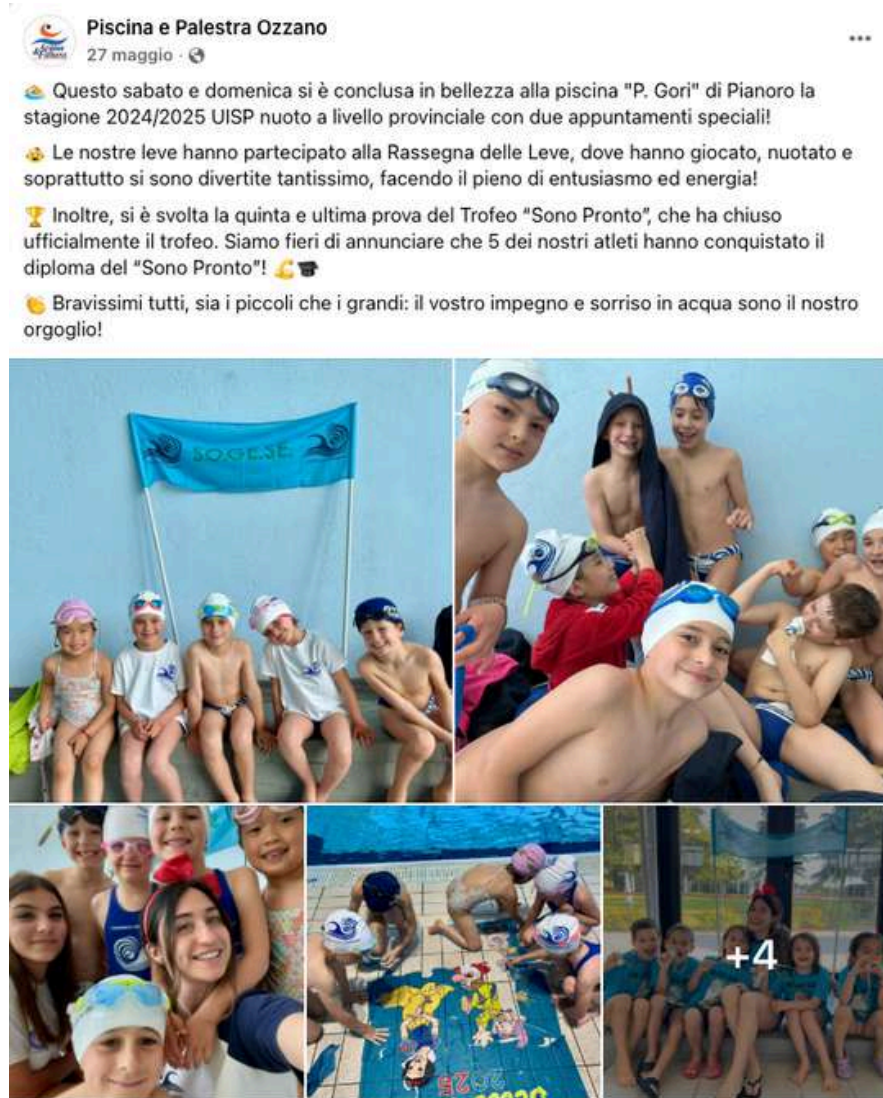 Piscina e Palestra Ozzano
27 maggio ·
Questo sabato e domenica si è conclusa in bellezza alla piscina "P. Gori" di Pianoro la
stagione 2024/2025 UISP nuoto a livello provinciale con due appuntamenti speciali!
Le nostre leve hanno partecipato alla Rassegna delle Leve, dove hanno giocato, nuotato e
soprattutto si sono divertite tantissimo, facendo il pieno di entusiasmo ed energia!
Inoltre, si è svolta la quinta e ultima prova del Trofeo “Sono Pronto”, che ha chiuso
ufficialmente il trofeo. Siamo fieri di annunciare che 5 dei nostri atleti hanno conquistato il
diploma del “Sono Pronto”!
Bravissimi tutti, sia i piccoli che i grandi: il vostro impegno e sorriso in acqua sono il nostro
orgoglio!
SO.GE.SE.
2025
+4